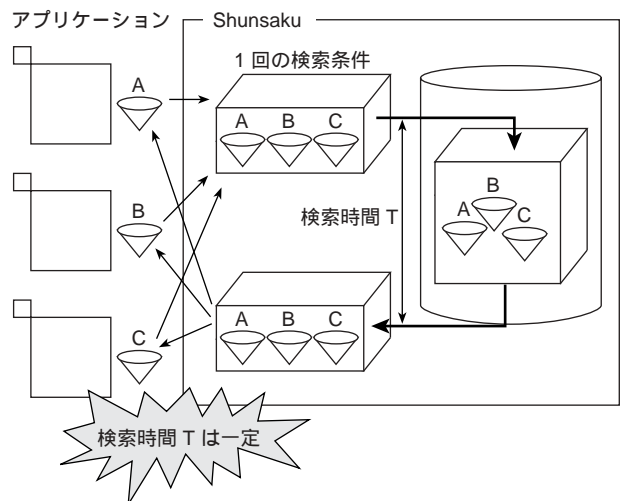 アプリケーション
Shunsaku
1回の検索条件
A
A B C
B
A
C
B
検索時間 T
A B C
C
検索時間 T は一定